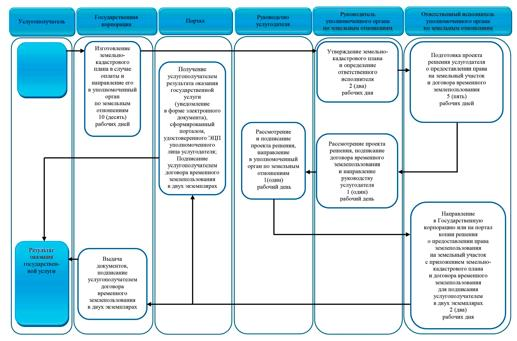 Услугополучатель
Государственная
корпорация
Портал
Руководство
услугодателя
Руководитель
уполномоченного органа
по земельным отношениям
Ответственный исполнитель
уполномоченного органа
по земельным отношениям
Изготовление
земельно-
кадастрового
плана в случае
оплаты и
направление его
в уполномоченный
орган
по земельным
отношениям
10 (десять)
рабочих дней
Получение
услугополучателем
результата оказания
государственной
услуги
(уведомление
в форме электронного
документа),
сформированный
порталом,
удостоверенного ЭЦП
уполномоченного
лица услугодателя;
Подписание
услугополучателем
договора временного
землепользования
в двух экземплярах
Утверждение земельно-
кадастрового плана
и определение
ответственного
исполнителя
2 (два)
рабочих дня
Подготовка проекта
решения услугодателя
о предоставлении права
на земельный участок
и договора временного
землепользования
5 (пять)
рабочих дней
Рассмотрение
и подписание
проекта решения,
направление
в уполномоченный
орган по земельным
отношениям
1(один)
рабочий день
Рассмотрение проекта
решения, подписание
договора временного
землепользования
и направление
руководству
услугодателя
1 (один)
рабочий день
Направление
в Государственную
корпорацию или на портал
копии решения
о предоставлении права
землепользования
на земельный участок
с приложением земельно-
кадастрового плана
и договора временного
землепользования
для подписания
услугополучателем
в двух экземплярах
2 (два)
рабочих дня
Результат
оказания
государствен-
ной услуги
Выдача
документов,
подписание
услугополучателем
договора
временного
землепользования
в двух экземплярах